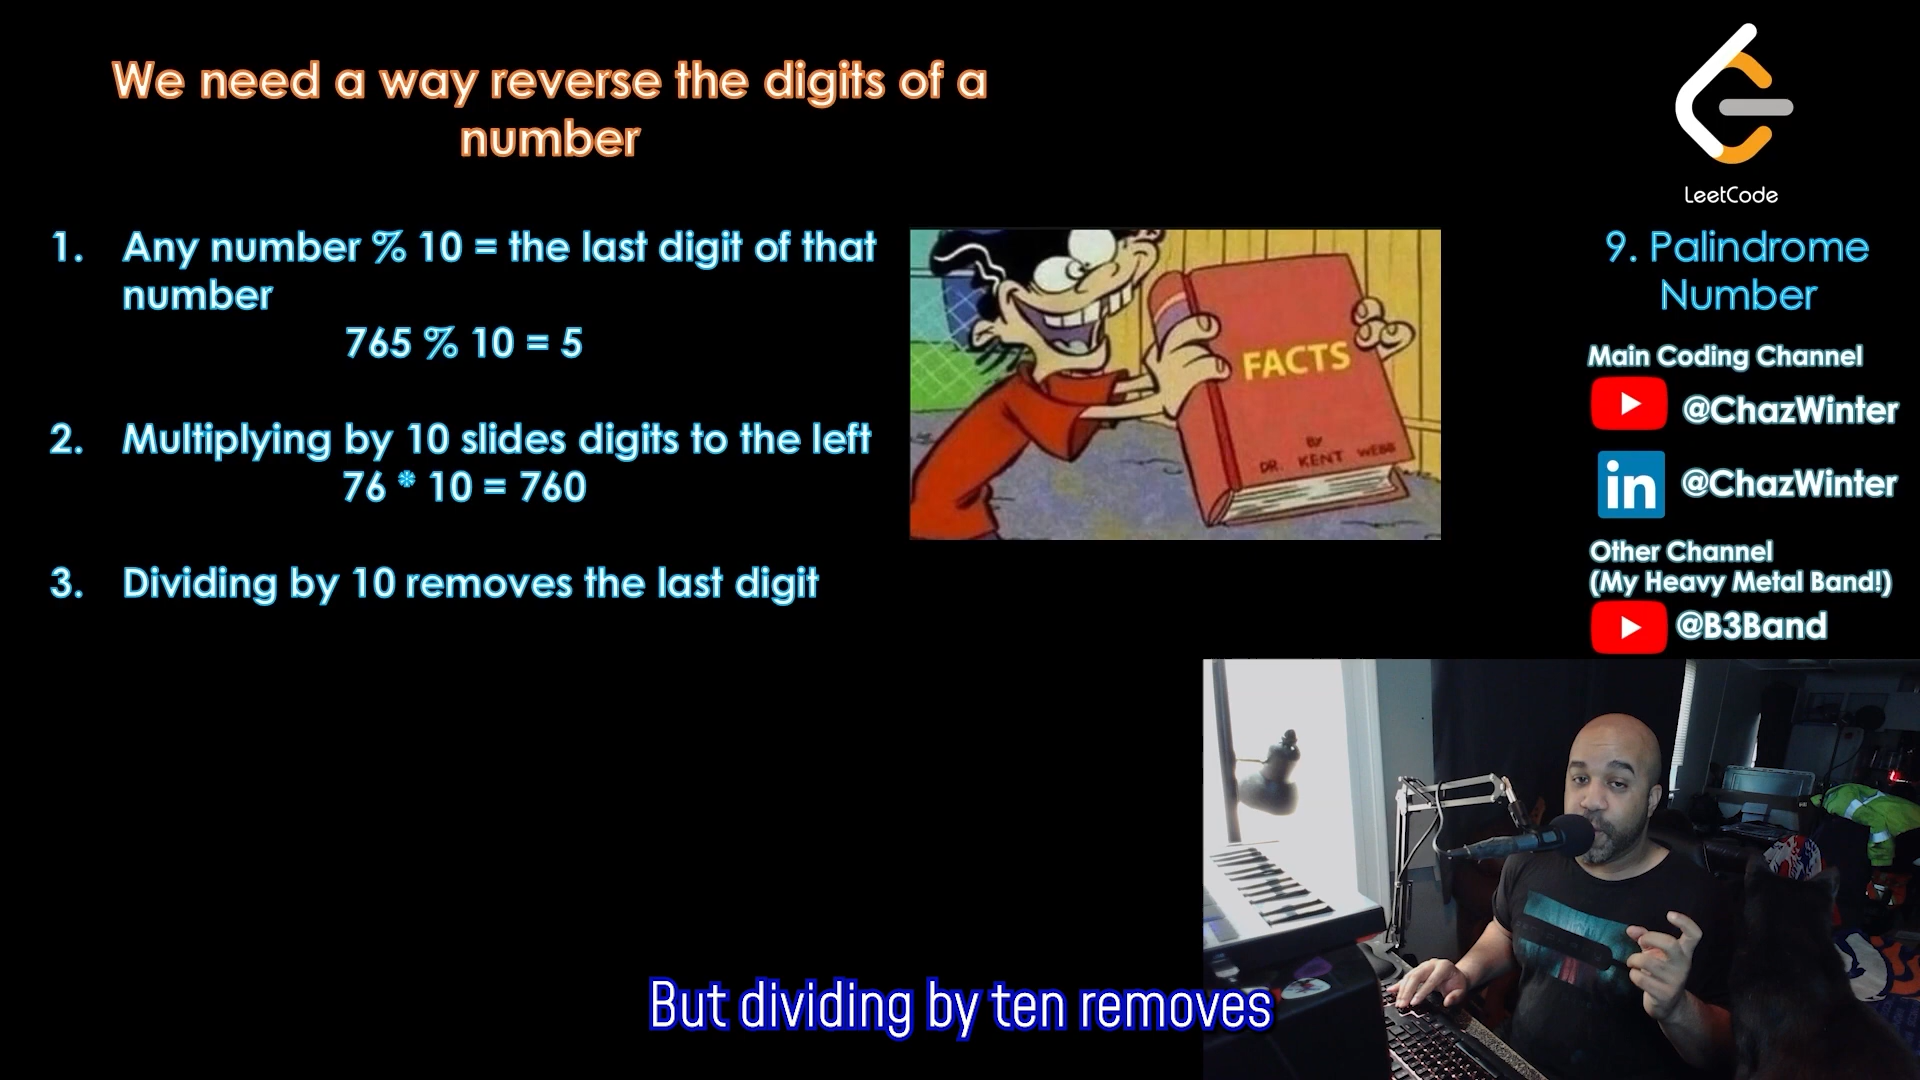 We need a way reverse the digits of a
number
1. Any number % 10 = the last digit of that
number
765 % 10 = 5
2. Multiplying by 10 slides digits to the left
76 * 10 = 760
3. Dividing by 10 removes the last digit
FACTS
BY
DR. KENT WEBB
LeetCode
9. Palindrome
Number
Main Coding Channel
@ChazWinter
in
@ChazWinter
Other Channel
(My Heavy Metal Band!)
@B3Band
But dividing by ten removes